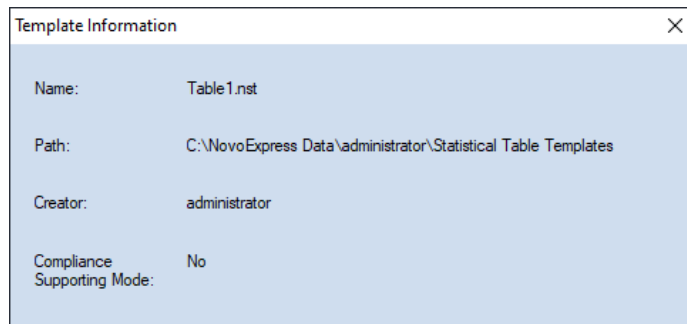 Template Information
Name: Table1.nst
Path: C:\NovoExpress Data\administrator\Statistical Table Templates
Creator: administrator
Compliance No
Supporting Mode: